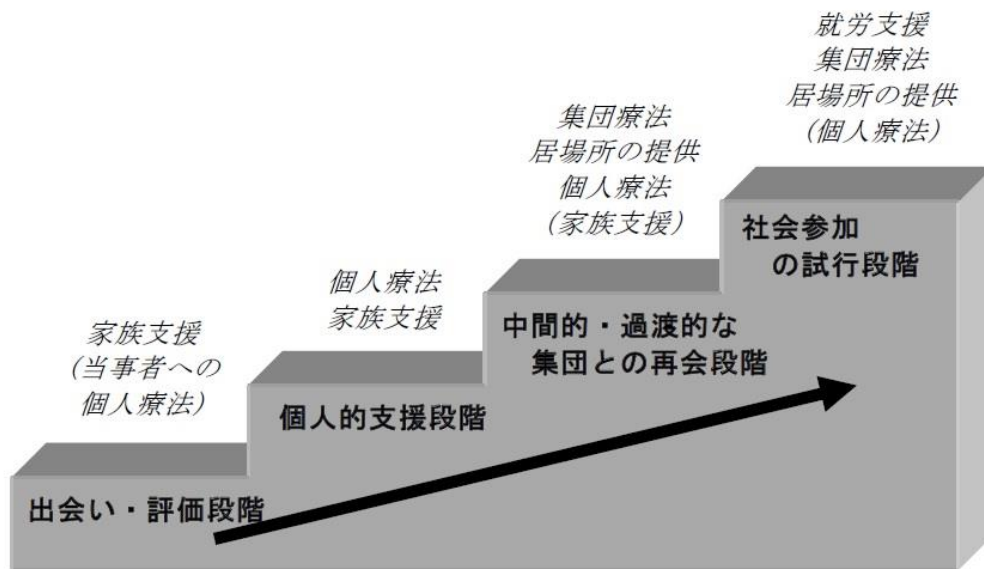 家族支援
(当事者への
個人療法)
出会い・評価段階
個人療法
家族支援
個人的支援段階
集団療法
居場所の提供
個人療法
(家族支援)
中間的・過渡的な
集団との再会段階
就労支援
集団療法
居場所の提供
(個人療法)
社会参加
の試行段階